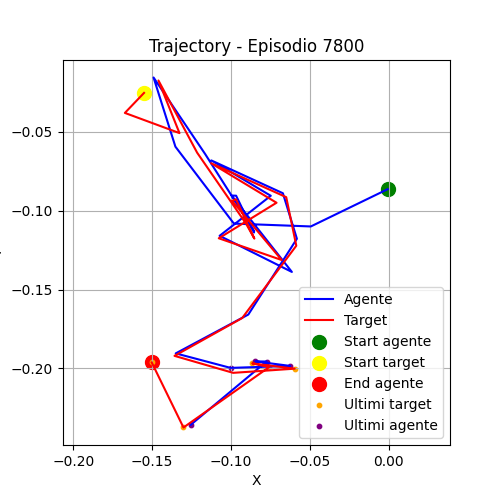 Trajectory - Episodio 7800
−0.05
−0.10
−0.15
−0.20
Agente
Target
Start agente
Start target
End agente
Ultimi target
Ultimi agente
−0.20
−0.15
−0.10
−0.05
0.00
X